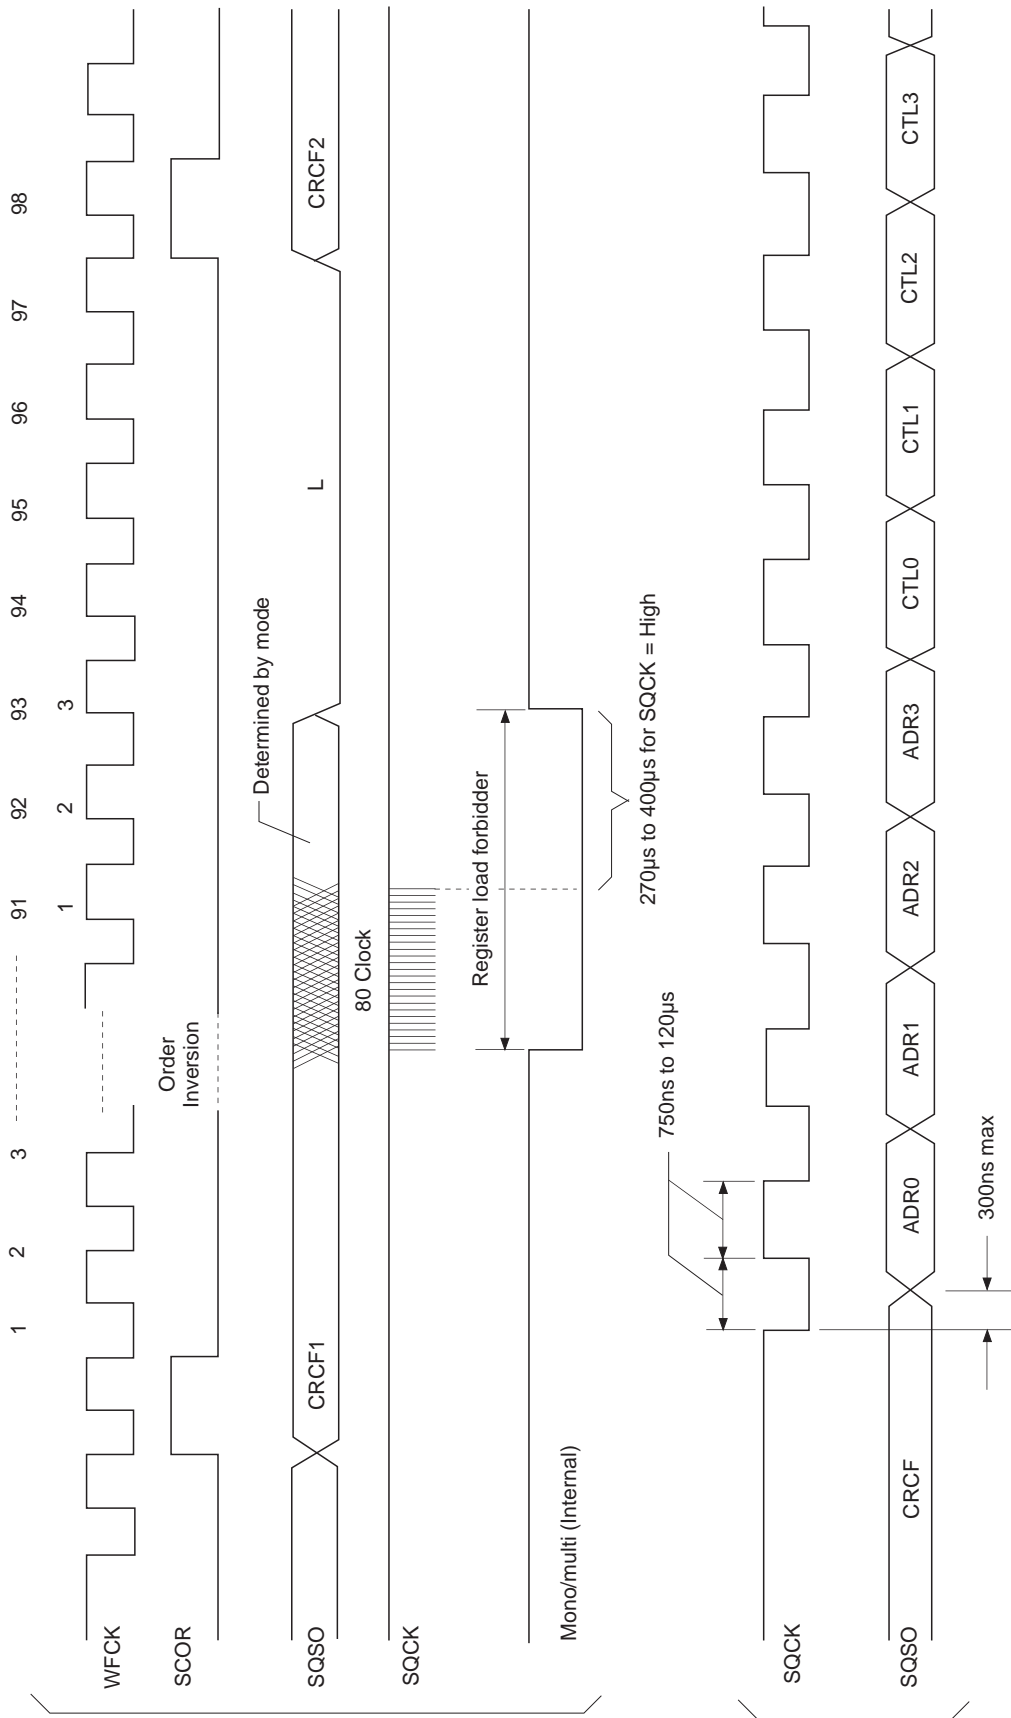 1 2 3 91 92 93 94 95 96 97 98
1 2 3
WFCK
SCOR
Order
Inversion
SQSO
CRCF1
Determined by mode
L
CRCF2
80 Clock
SQCK
Register load forbidder
Mono/multi (Internal)
270µs to 400µs for SQCK = High
750ns to 120µs
SQCK
SQSO
CRCF
ADR0
ADR1
ADR2
ADR3
CTL0
CTL1
CTL2
CTL3
300ns max